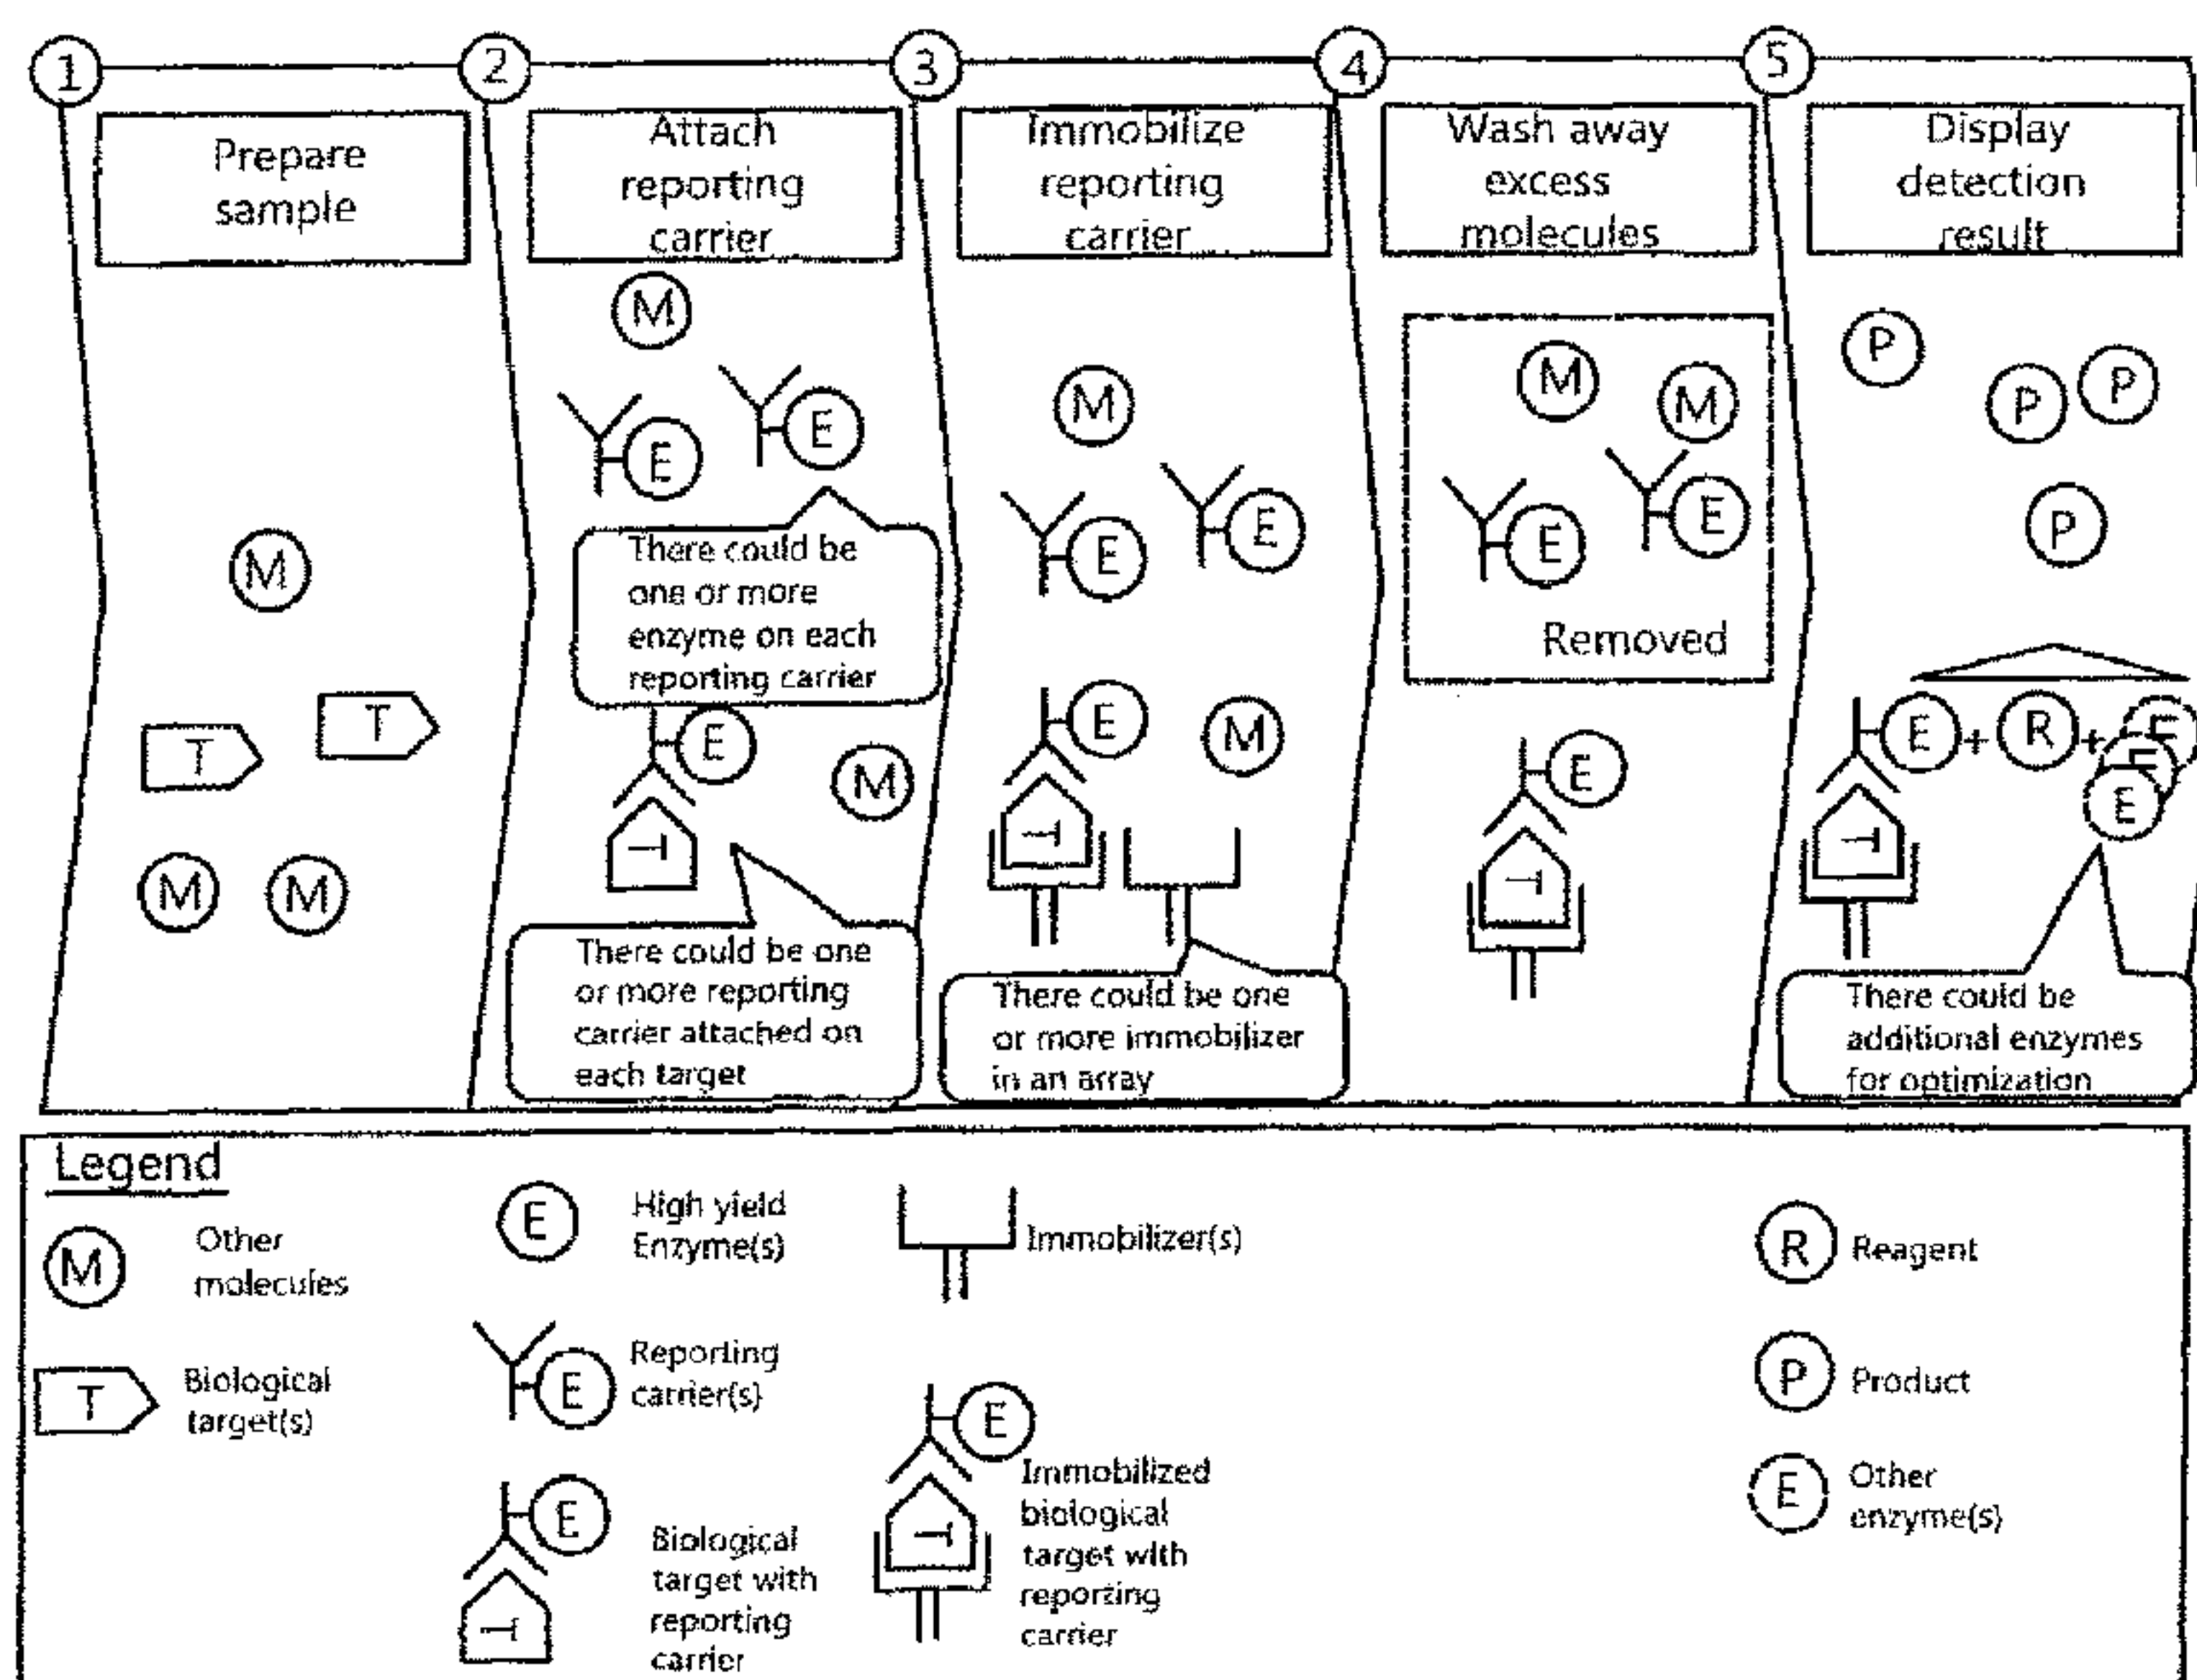 1
2
3
4
5
Prepare
sample
Attach
reporting
carrier
Immobilize
reporting
carrier
Wash away
excess
molecules
Display
detection
result
M
T
T
M
M
M
E
E
There could be
one or more
enzyme on each
reporting carrier
E
M
T
There could be one
or more reporting
carrier attached on
each target
M
E
E
E
M
T
There could be one
or more immobilizer
in an array
M
M
E
E
Removed
E
T
P
P
P
P
E + R + E
E
E
T
There could be
additional enzymes
for optimization
Legend
M
Other
molecules
T
Biological
target(s)
E
High yield
Enzyme(s)
E
Reporting
carrier(s)
E
T
Biological
target with
reporting
carrier
Immobilizer(s)
E
T
Immobilized
biological
target with
reporting
carrier
R
Reagent
P
Product
E
Other
enzyme(s)